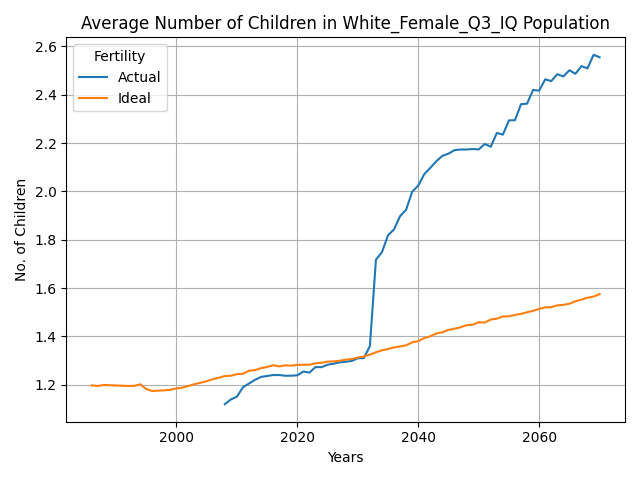 Average Number of Children in White_Female_Q3_IQ Population
Fertility
Actual
Ideal
2.6
2.4
2.2
2.0
1.8
1.6
1.4
1.2
No. of Children
2000
2020
2040
2060
Years